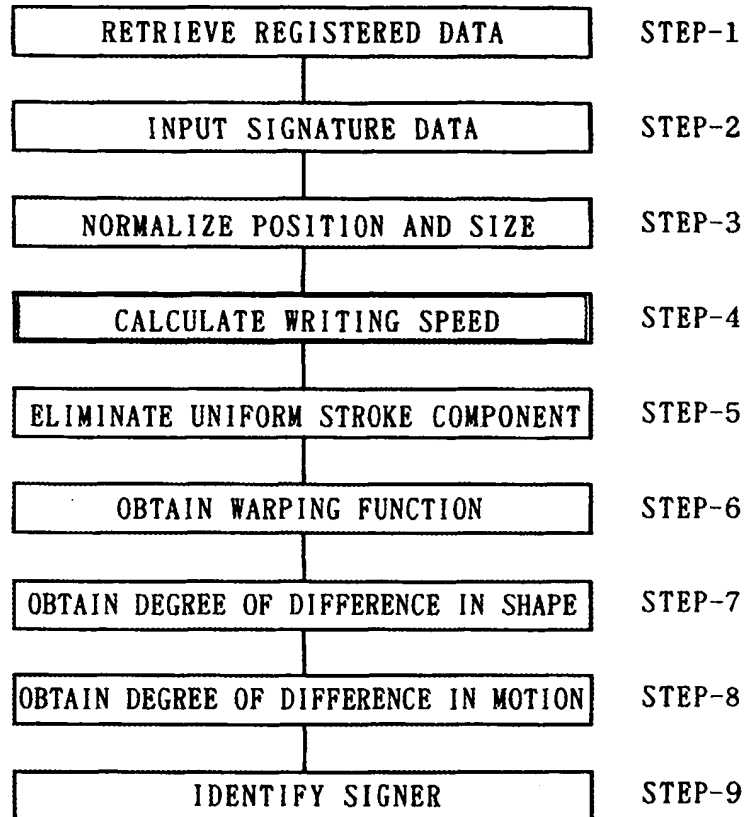 RETRIEVE REGISTERED DATA STEP-1
INPUT SIGNATURE DATA STEP-2
NORMALIZE POSITION AND SIZE STEP-3
CALCULATE WRITING SPEED STEP-4
ELIMINATE UNIFORM STROKE COMPONENT STEP-5
OBTAIN WARPING FUNCTION STEP-6
OBTAIN DEGREE OF DIFFERENCE IN SHAPE STEP-7
OBTAIN DEGREE OF DIFFERENCE IN MOTION STEP-8
IDENTIFY SIGNER STEP-9